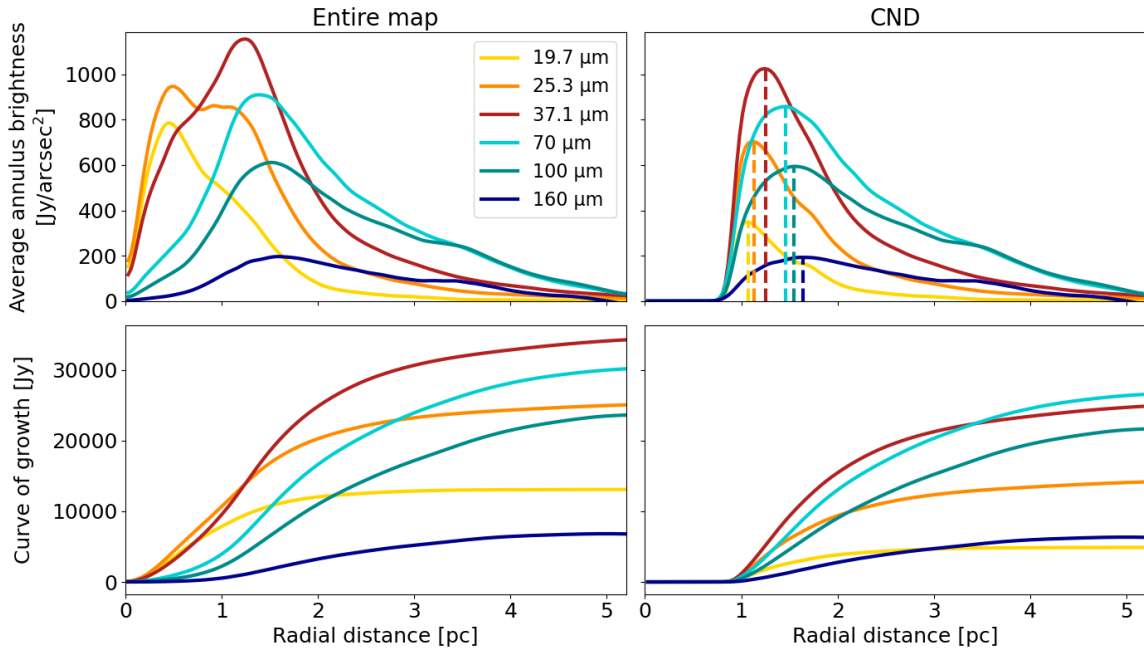 Entire map
CND
Average annulus brightness
[Jy/arcsec²]
1000
800
600
400
200
0
19.7 μm
25.3 μm
37.1 μm
70 μm
100 μm
160 μm
Curve of growth [Jy]
30000
20000
10000
0
0 1 2 3 4 5
0 1 2 3 4 5
Radial distance [pc]
Radial distance [pc]